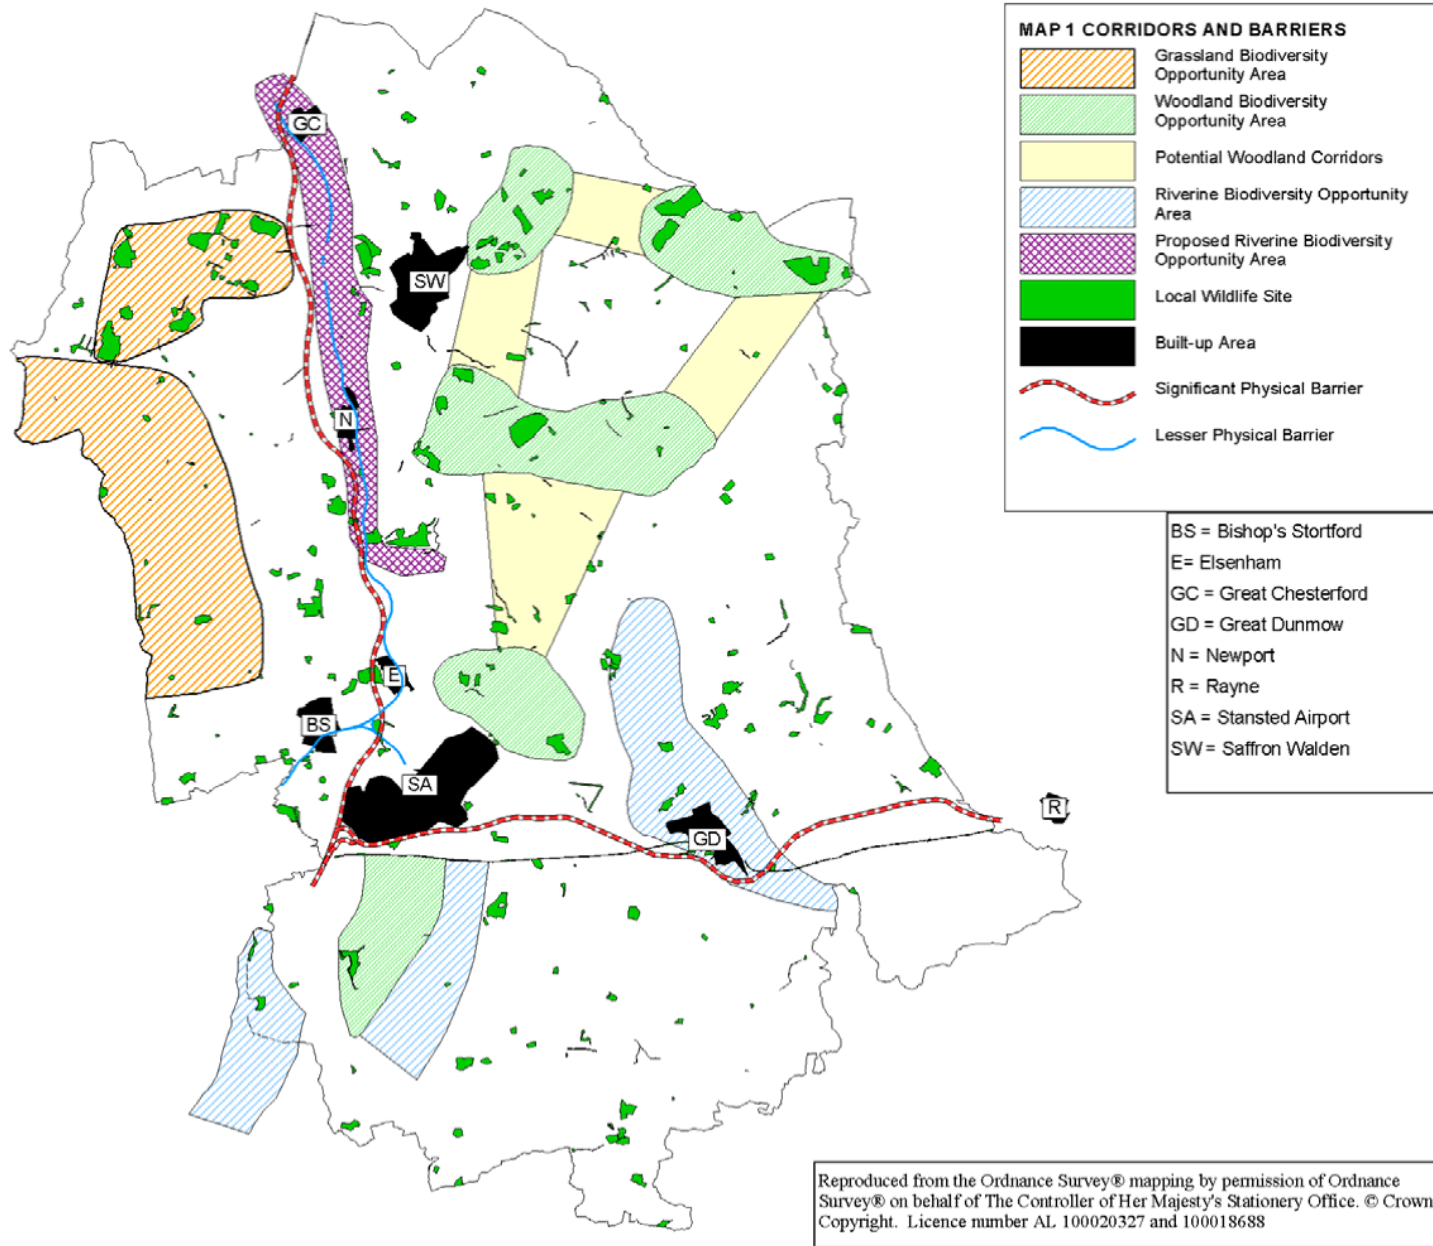 MAP 1 CORRIDORS AND BARRIERS
Grassland Biodiversity
Opportunity Area
Woodland Biodiversity
Opportunity Area
Potential Woodland Corridors
Riverine Biodiversity Opportunity
Area
Proposed Riverine Biodiversity
Opportunity Area
Local Wildlife Site
Built-up Area
Significant Physical Barrier
Lesser Physical Barrier
BS = Bishop's Stortford
E= Elsenham
GC = Great Chesterford
GD = Great Dunmow
N = Newport
R = Rayne
SA = Stansted Airport
SW = Saffron Walden
GC
SW
N
E
BS
SA
GD
R
Reproduced from the Ordnance Survey® mapping by permission of Ordnance
Survey® on behalf of The Controller of Her Majesty's Stationery Office. © Crown
Copyright. Licence number AL 100020327 and 100018688